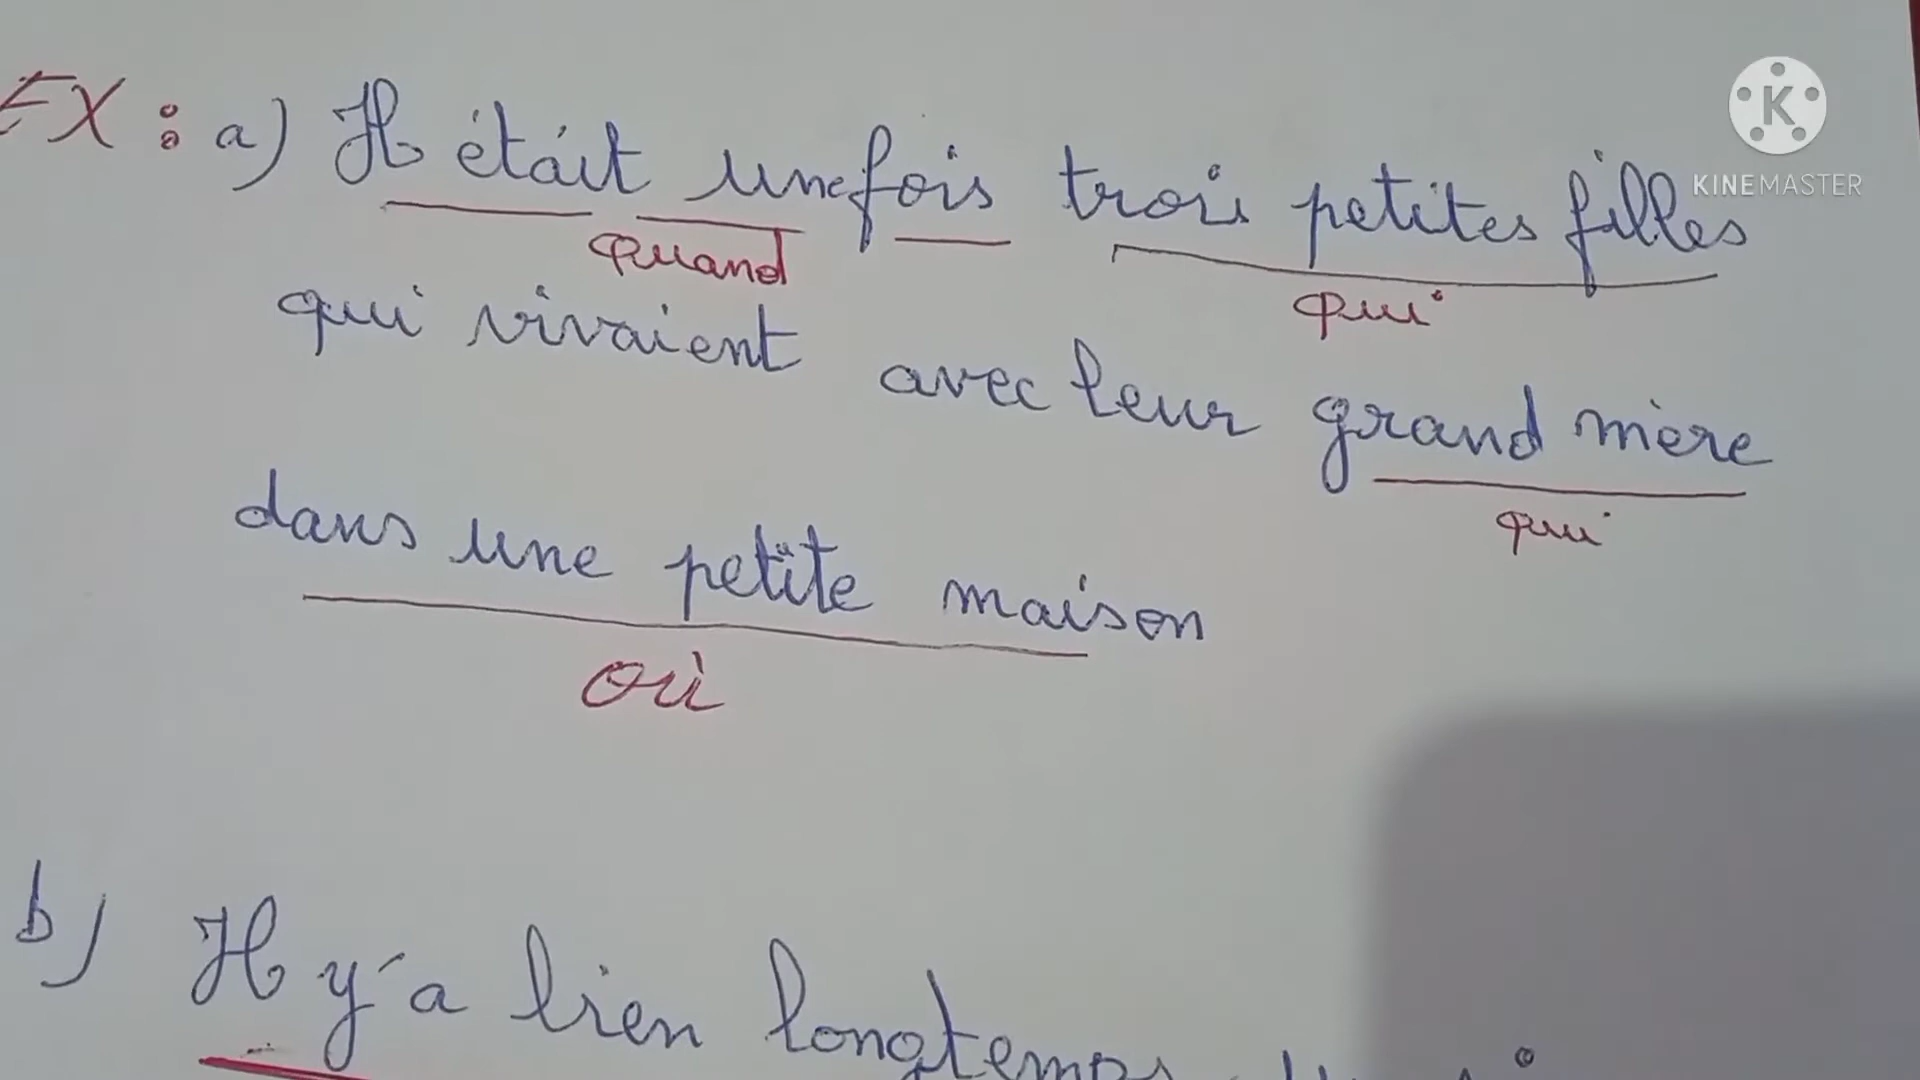 EX : a) Il était une fois trois petites filles
quand
qui
qui vivaient avec leur grand mère
qui
dans une petite maison
où
b) Il y'a bien longtemps
KINEMASTER